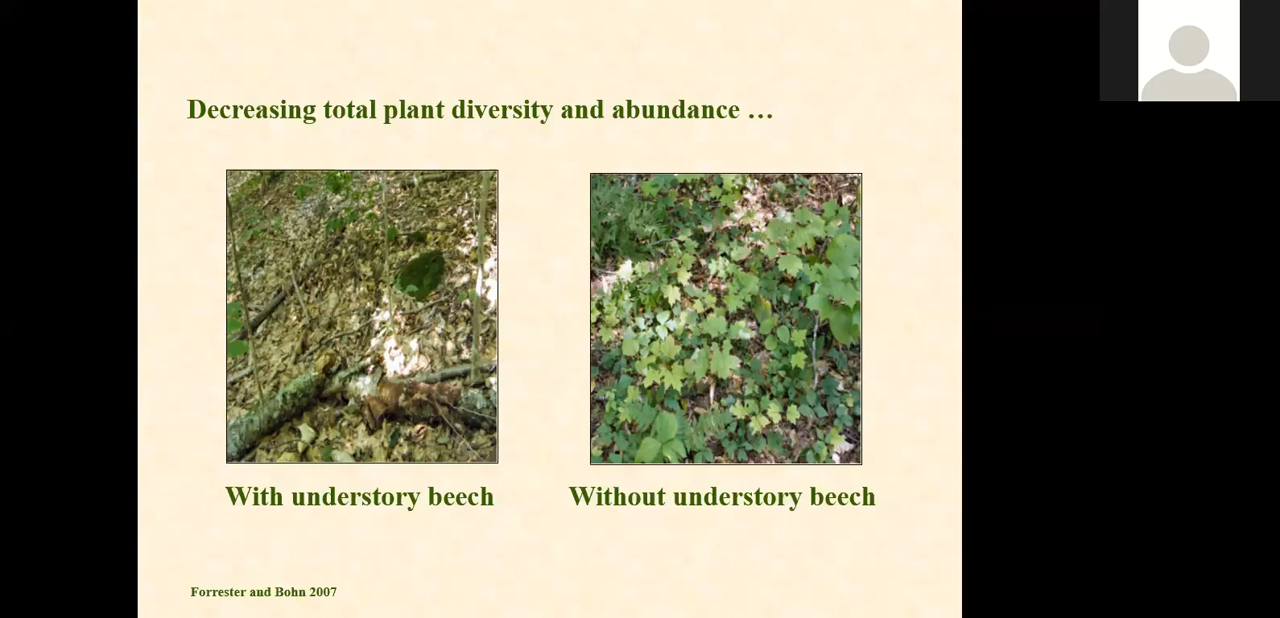 Decreasing total plant diversity and abundance …
With understory beech
Without understory beech
Forrester and Bohn 2007